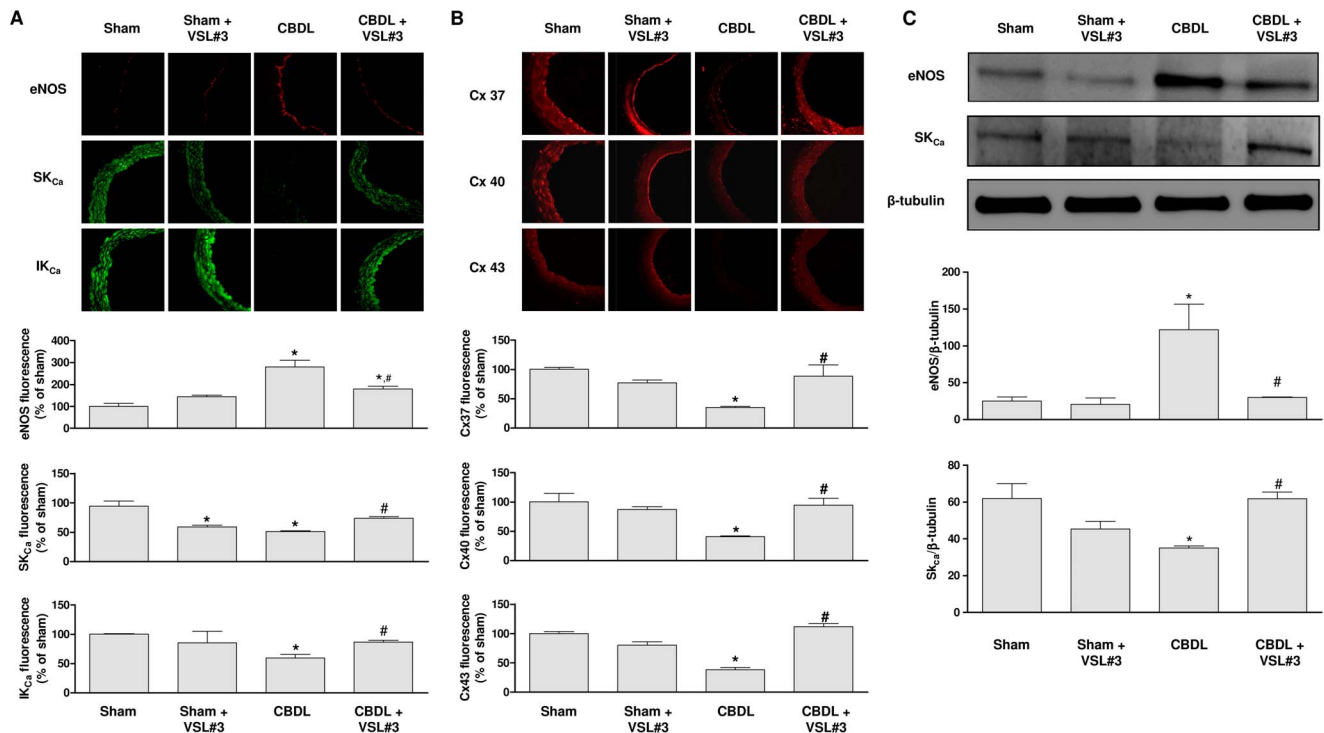 A
Sham
Sham +
VSL#3
CBDL
CBDL +
VSL#3
eNOS
SKCa
IKCa
eNOS fluorescence
(% of sham)
400
300
200
100
0
*
*,#
SKCa fluorescence
(% of sham)
150
100
50
0
*
*
#
IKCa fluorescence
(% of sham)
150
100
50
0
*
#
Sham
Sham +
VSL#3
CBDL
CBDL +
VSL#3
B
Sham
Sham +
VSL#3
CBDL
CBDL +
VSL#3
Cx 37
Cx 40
Cx 43
Cx37 fluorescence
(% of sham)
150
100
50
0
*
#
Cx40 fluorescence
(% of sham)
150
100
50
0
*
#
Cx43 fluorescence
(% of sham)
150
100
50
0
*
#
Sham
Sham +
VSL#3
CBDL
CBDL +
VSL#3
C
Sham
Sham +
VSL#3
CBDL
CBDL +
VSL#3
eNOS
SKCa
β-tubulin
eNOS/β-tubulin
200
150
100
50
0
*
#
SkCa/β-tubulin
80
60
40
20
0
*
#
Sham
Sham +
VSL#3
CBDL
CBDL +
VSL#3